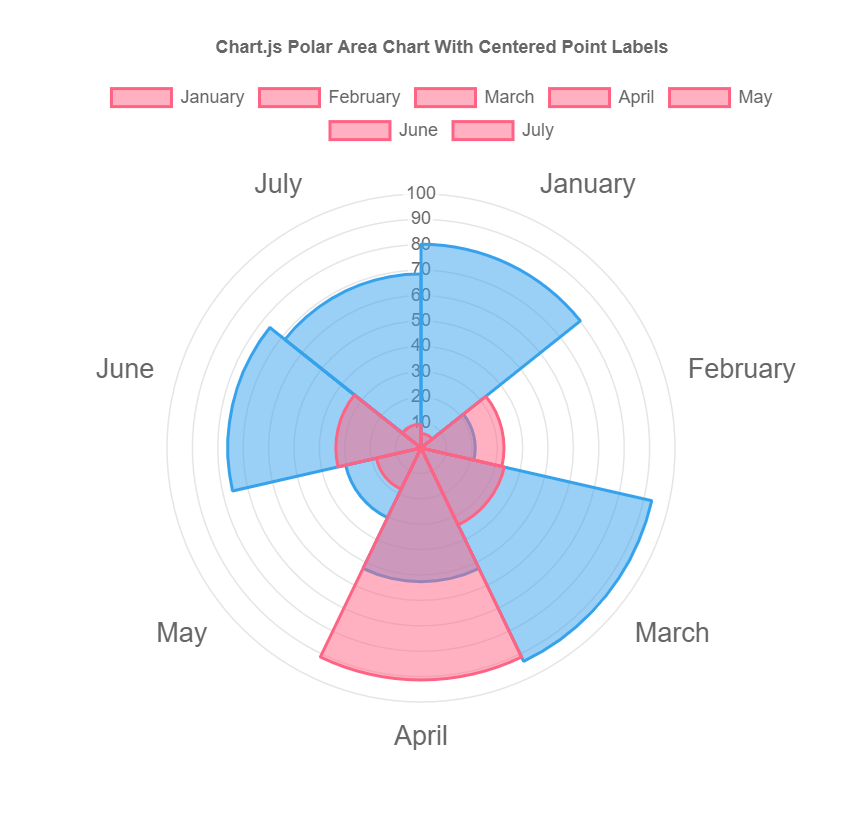 Chart.js Polar Area Chart With Centered Point Labels
January February March April May
June July
July January
100
90
80
70
60
50
40
30
20
10
June February
May March
April